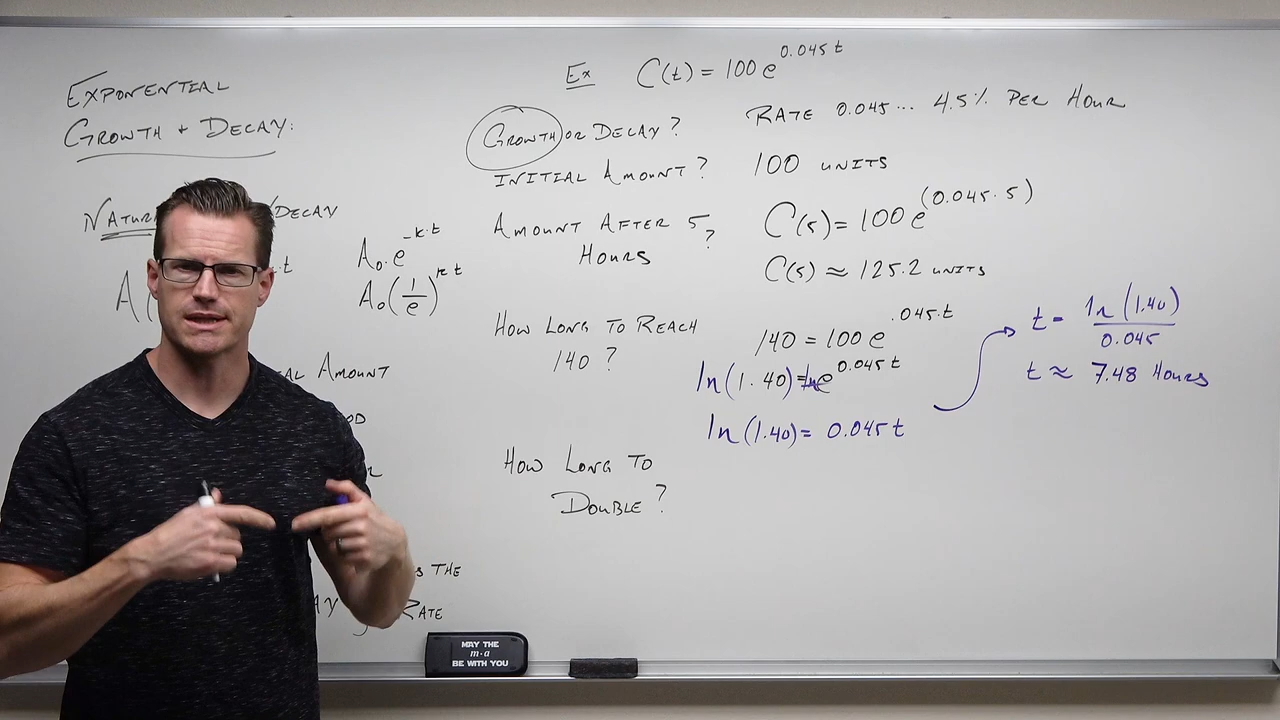 EXPONENTIAL
GROWTH + DECAY:
DECAY
A₀·e^(-k·t)
A₀(1/e)^(kt)
AMOUNT
THE
RATE
Ex C(t) = 100e^(0.045t)
RATE 0.045... 4.5% PER HOUR
GROWTH OR DECAY?
INITIAL AMOUNT? 100 UNITS
AMOUNT AFTER 5 HOURS? C(5) = 100e^(0.045·5)
C(5) ≈ 125.2 UNITS
HOW LONG TO REACH
140?
140 = 100e^(.045·t)
ln(1.40) = ln e^(0.045t)
ln(1.40) = 0.045t
t = ln(1.40)/0.045
t ≈ 7.48 HOURS
HOW LONG TO
DOUBLE?
MAY THE
m·a
BE WITH YOU